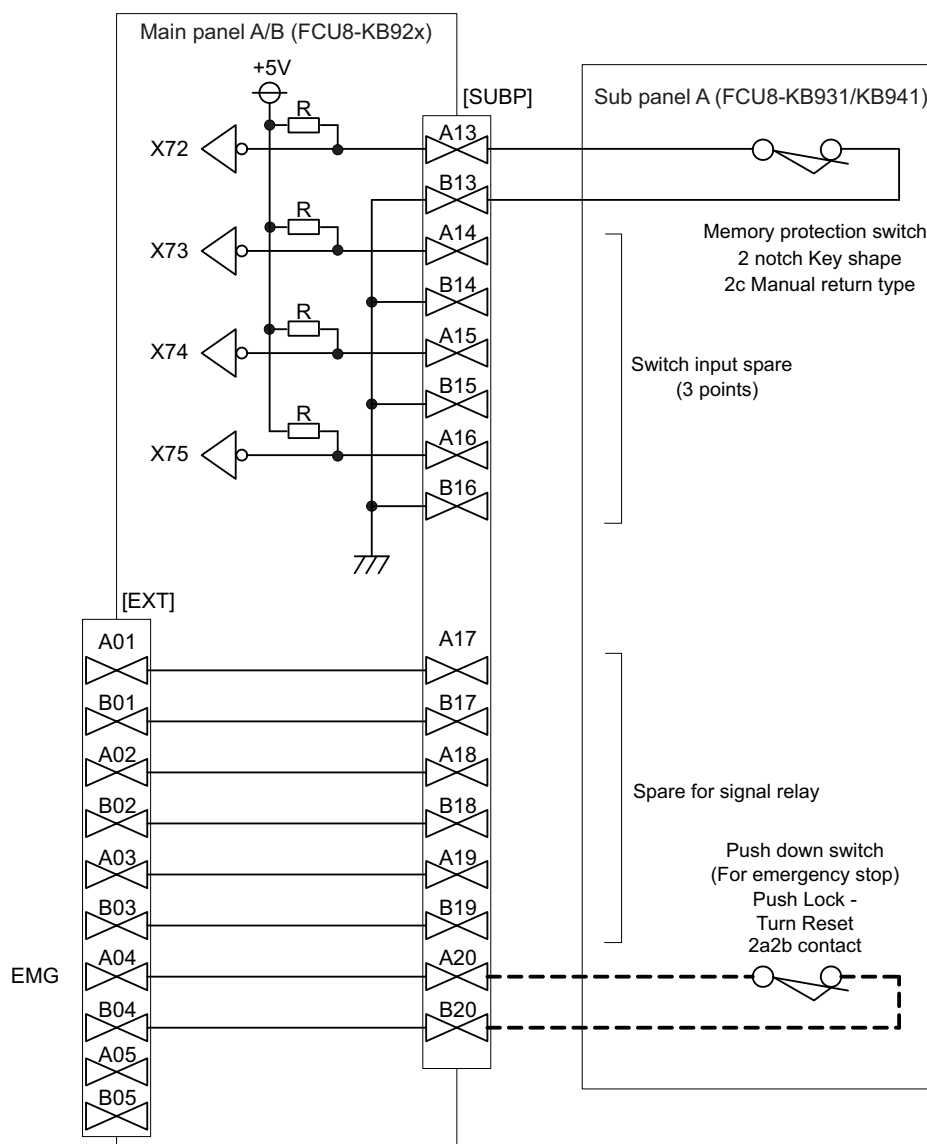 Main panel A/B (FCU8-KB92x)
+5V
[SUBP]
Sub panel A (FCU8-KB931/KB941)
R
X72
A13
B13
R
X73
A14
B14
R
X74
A15
B15
R
X75
A16
B16
Memory protection switch
2 notch Key shape
2c Manual return type
Switch input spare
(3 points)
[EXT]
A01
A17
B01
B17
A02
A18
B02
B18
A03
A19
B03
B19
Spare for signal relay
Push down switch
(For emergency stop)
Push Lock -
Turn Reset
2a2b contact
EMG
A04
A20
B04
B20
A05
B05